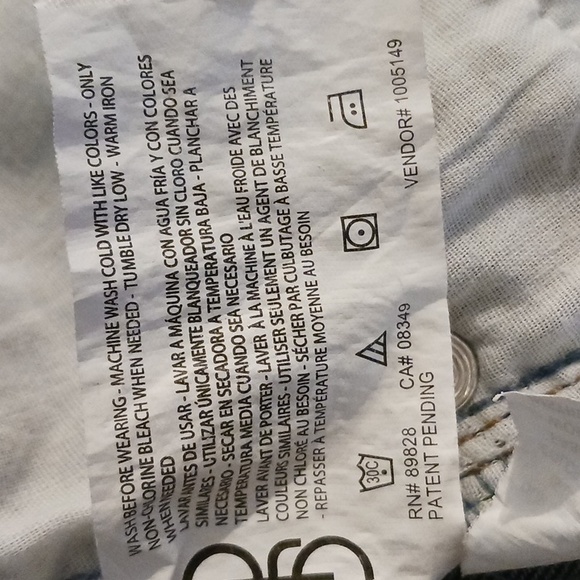 WASH BEFORE WEARING - MACHINE WASH COLD WITH LIKE COLORS - ONLY
NON-CHLORINE BLEACH WHEN NEEDED - TUMBLE DRY LOW - WARM IRON
WHEN NEEDED
LAVAR ANTES DE USAR - LAVAR A MÁQUINA CON AGUA FRÍA Y CON COLORES
SIMILARES - UTILIZAR ÚNICAMENTE BLANQUEADOR SIN CLORO CUANDO SEA
NECESARIO - SECAR EN SECADORA A TEMPERATURA BAJA - PLANCHAR A
TEMPERATURA MEDIA CUANDO SEA NECESARIO
LAVER AVANT DE PORTER - LAVER À LA MACHINE À L'EAU FROIDE AVEC DES
COULEURS SIMILAIRES - UTILISER SEULEMENT UN AGENT DE BLANCHIMENT
NON CHLORÉ AU BESOIN - SÉCHER PAR CULBUTAGE À BASSE TEMPÉRATURE
- REPASSER À TEMPÉRATURE MOYENNE AU BESOIN
30C
RN# 89828 CA# 08349 VENDOR# 1005149
PATENT PENDING